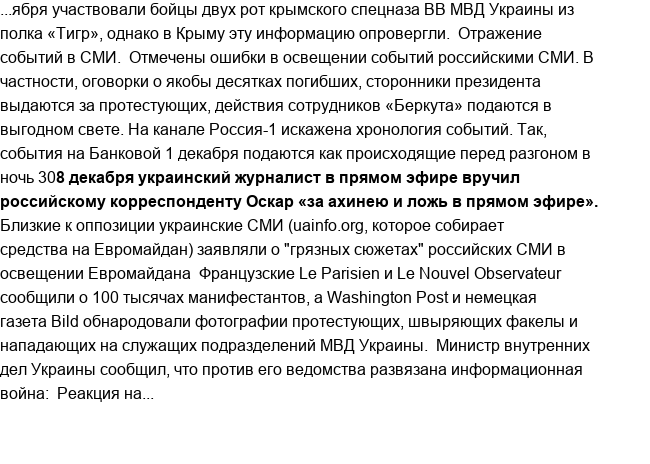 ...ября участвовали бойцы двух рот крымского спецназа ВВ МВД Украины из
полка «Тигр», однако в Крыму эту информацию опровергли.  Отражение
событий в СМИ.  Отмечены ошибки в освещении событий российскими СМИ. В
частности, оговорки о якобы десятках погибших, сторонники президента
выдаются за протестующих, действия сотрудников «Беркута» подаются в
выгодном свете. На канале Россия-1 искажена хронология событий. Так,
события на Банковой 1 декабря подаются как происходящие перед разгоном в
ночь 308 декабря украинский журналист в прямом эфире вручил
российскому корреспонденту Оскар «за ахинею и ложь в прямом эфире».
Близкие к оппозиции украинские СМИ (uainfo.org, которое собирает
средства на Евромайдан) заявляли о "грязных сюжетах" российских СМИ в
освещении Евромайдана  Французские Le Parisien и Le Nouvel Observateur
сообщили о 100 тысячах манифестантов, а Washington Post и немецкая
газета Bild обнародовали фотографии протестующих, швыряющих факелы и
нападающих на служащих подразделений МВД Украины.  Министр внутренних
дел Украины сообщил, что против его ведомства развязана информационная
война:  Реакция на...